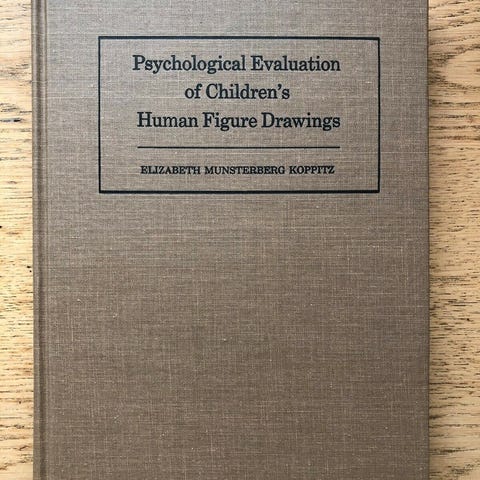 Psychological Evaluation
of Children's
Human Figure Drawings
ELIZABETH MUNSTERBERG KOPPITZ